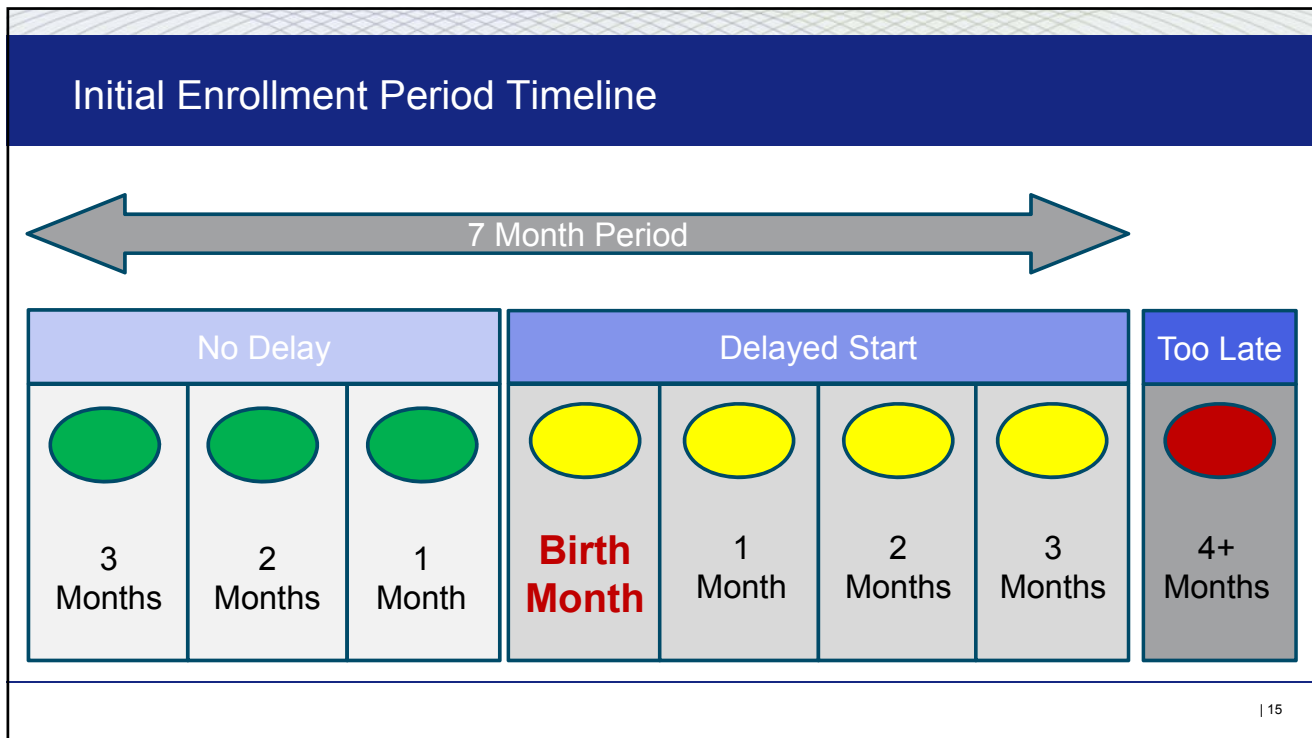 Initial Enrollment Period Timeline
7 Month Period
No Delay
Delayed Start
Too Late
3
Months
2
Months
1
Month
Birth
Month
1
Month
2
Months
3
Months
4+
Months
| 15